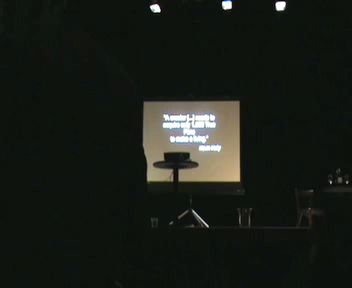 "A creator [...] needs to
acquire only 1,000 True
Fans
to make a living."